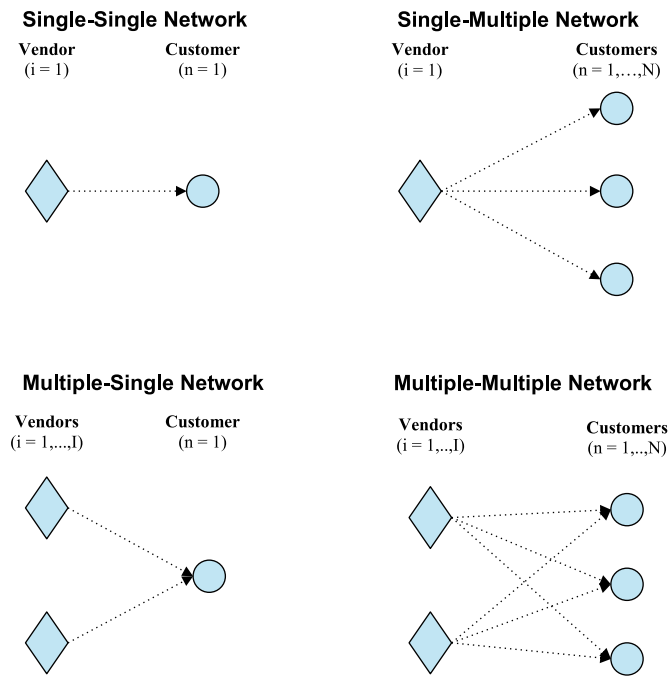 Single-Single Network
Vendor
(i = 1)
Customer
(n = 1)
Single-Multiple Network
Vendor
(i = 1)
Customers
(n = 1,…,N)
Multiple-Single Network
Vendors
(i = 1,...,I)
Customer
(n = 1)
Multiple-Multiple Network
Vendors
(i = 1,..,I)
Customers
(n = 1,..,N)